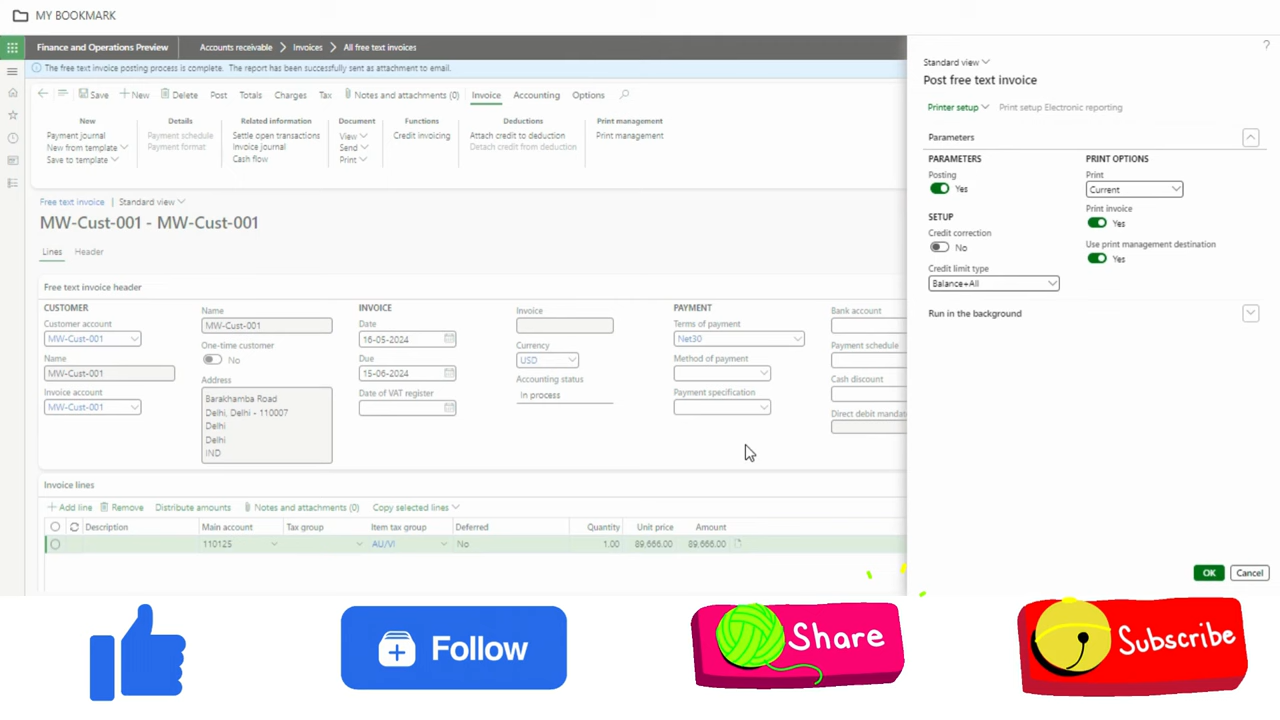 MY BOOKMARK
Finance and Operations Preview Accounts receivable Invoices All free text invoices
?
The free text invoice posting process is complete. The report has been successfully sent as attachment to email.
Save New Delete Post Totals Charges Tax Notes and attachments (0) Invoice Accounting Options
New Details Related information Document Functions Deductions Print management
Payment journal Payment schedule Settle open transactions View Credit invoicing Attach credit to deduction Print management
New from template Payment format Invoice journal Send Detach credit from deduction
Save to template Cash flow Print
Free text invoice Standard view
MW-Cust-001 - MW-Cust-001
Lines Header
Free text invoice header
CUSTOMER
Customer account
MW-Cust-001
Name
MW-Cust-001
Invoice account
MW-Cust-001
Name
MW-Cust-001
One-time customer
No
Address
Barakhamba Road
Delhi, Delhi - 110007
Delhi
Delhi
IND
INVOICE
Date
16-05-2024
Due
15-06-2024
Date of VAT register
Invoice
Currency
USD
Accounting status
In process
PAYMENT
Terms of payment
Net30
Method of payment
Payment specification
Bank account
Payment schedule
Cash discount
Direct debit mandat
Invoice lines
Add line Remove Distribute amounts Notes and attachments (0) Copy selected lines
Description Main account Tax group Item tax group Deferred Quantity Unit price Amount
110125 AU/VI No 1.00 89,666.00 89,666.00
Standard view
Post free text invoice
Printer setup Print setup Electronic reporting
Parameters
PARAMETERS
Posting
Yes
SETUP
Credit correction
No
Credit limit type
Balance+All
PRINT OPTIONS
Print
Current
Print invoice
Yes
Use print management destination
Yes
Run in the background
OK Cancel
Follow Share Subscribe